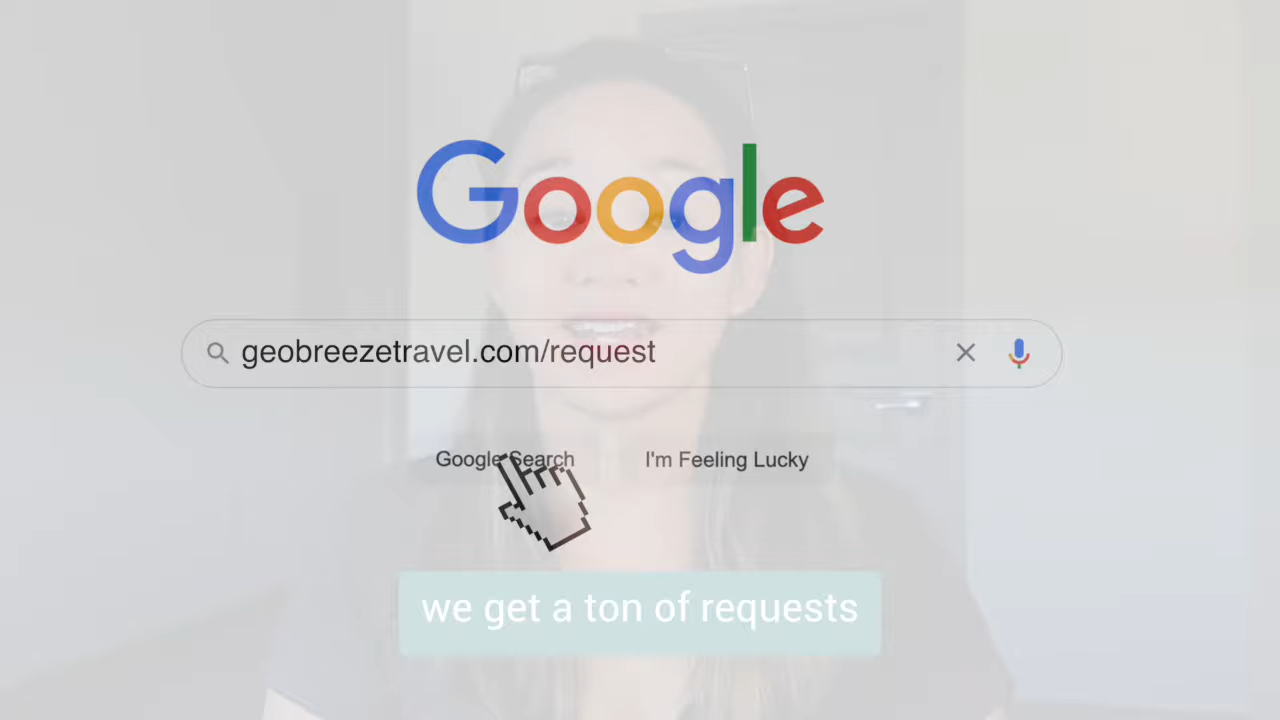 Google
geobreezetravel.com/request
Google Search
I'm Feeling Lucky
we get a ton of requests